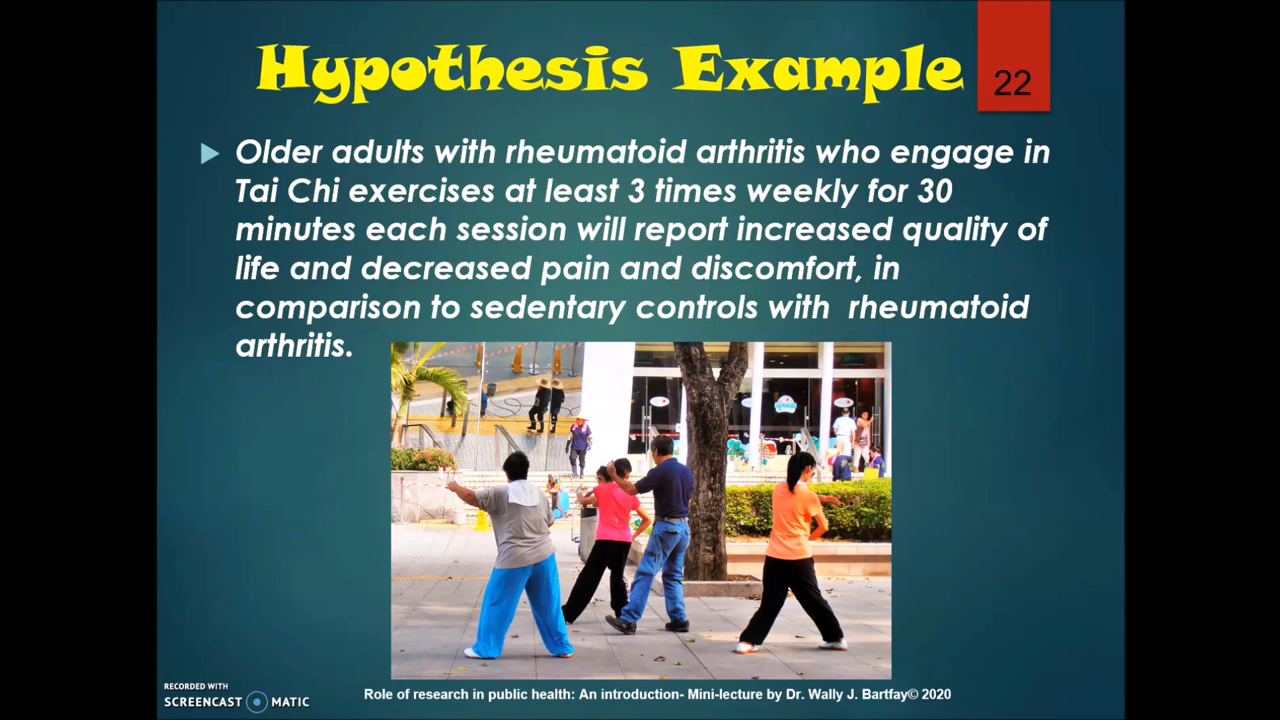 Hypothesis Example
22
Older adults with rheumatoid arthritis who engage in
Tai Chi exercises at least 3 times weekly for 30
minutes each session will report increased quality of
life and decreased pain and discomfort, in
comparison to sedentary controls with rheumatoid
arthritis.
RECORDED WITH
SCREENCAST MATIC
Role of research in public health: An introduction- Mini-lecture by Dr. Wally J. Bartfay© 2020